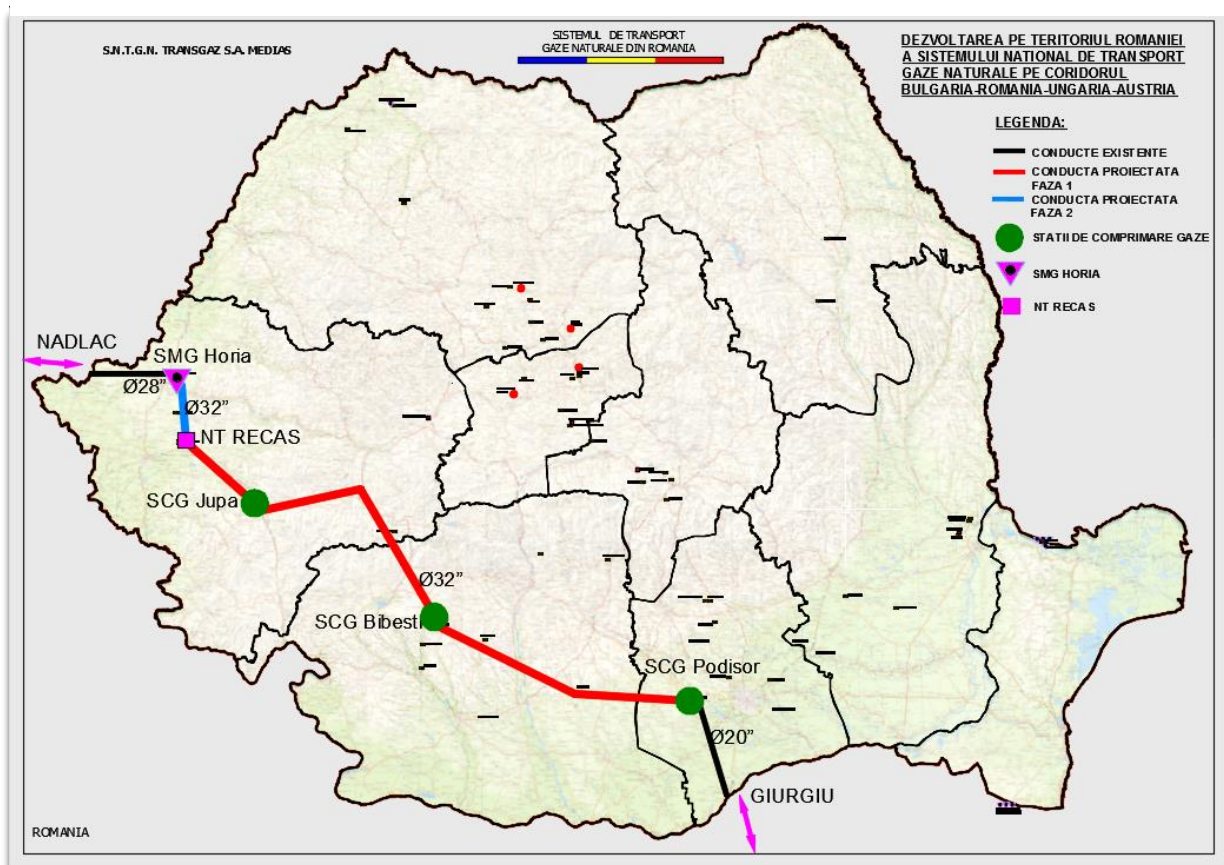 S.N.T.G.N. TRANSGAZ S.A. MEDIAS
SISTEMUL DE TRANSPORT
GAZE NATURALE DIN ROMANIA
DEZVOLTAREA PE TERITORIUL ROMANIEI
A SISTEMULUI NATIONAL DE TRANSPORT
GAZE NATURALE PE CORIDORUL
BULGARIA-ROMANIA-UNGARIA-AUSTRIA
LEGENDA:
CONDUCTE EXISTENTE
CONDUCTA PROIECTATA
FAZA 1
CONDUCTA PROIECTATA
FAZA 2
STATII DE COMPRIMARE GAZE
SMG HORIA
NT RECAS
NADLAC
SMG Horia
Ø28”
Ø32”
NT RECAS
SCG Jupa
Ø32”
SCG Bibesti
SCG Podisor
Ø20”
GIURGIU
ROMANIA